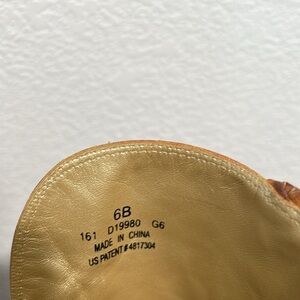 6B
161 D19980 G6
MADE IN CHINA
US PATENT#4817304